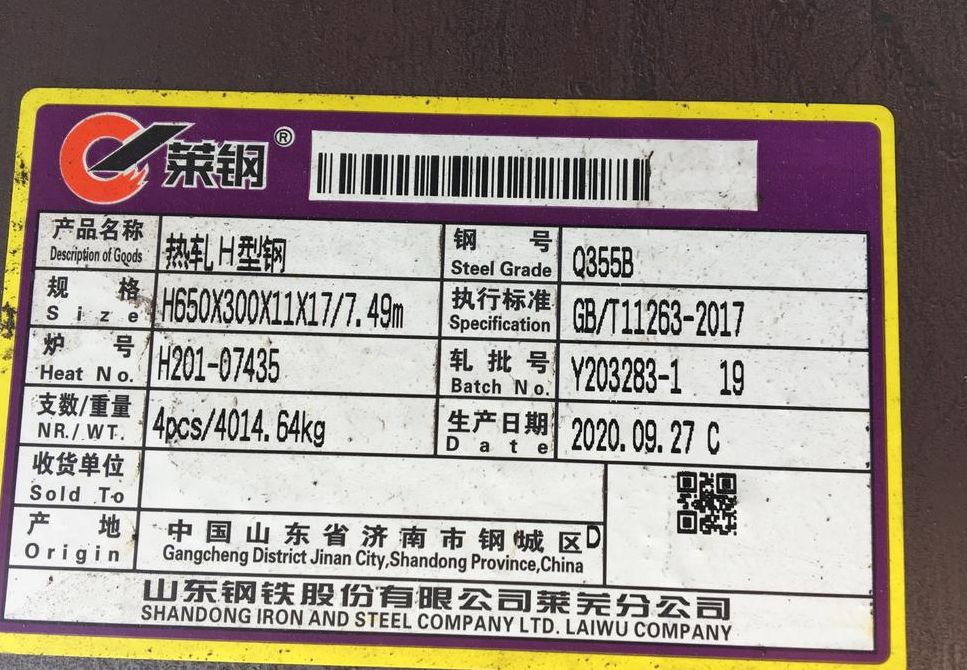 莱钢®
产品名称 热轧H型钢 钢号 Q355B
Description of Goods Steel Grade
规格 H650X300X11X17/7.49m 执行标准 GB/T11263-2017
Size Specification
炉号 H201-07435 轧批号 Y203283-1 19
Heat No. Batch No.
支数/重量 4pcs/4014.64kg 生产日期 2020.09.27 C
NR./WT. Date
收货单位
Sold To
产地 中国山东省济南市钢城区D
Origin Gangcheng District Jinan City,Shandong Province,China
山东钢铁股份有限公司莱芜分公司
SHANDONG IRON AND STEEL COMPANY LTD. LAIWU COMPANY